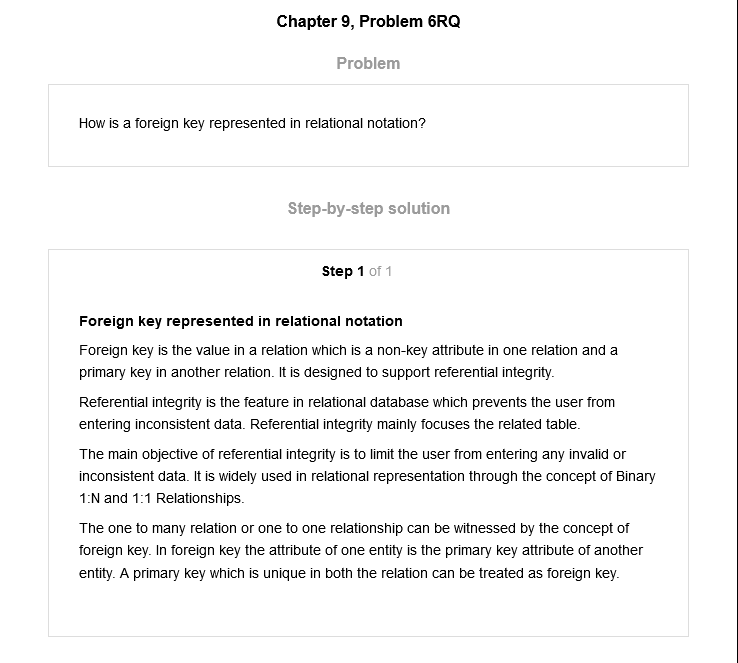 Chapter 9, Problem 6RQ
Problem
How is a foreign key represented in relational notation?
Step-by-step solution
Step 1 of 1
Foreign key represented in relational notation
Foreign key is the value in a relation which is a non-key attribute in one relation and a
primary key in another relation. It is designed to support referential integrity.
Referential integrity is the feature in relational database which prevents the user from
entering inconsistent data. Referential integrity mainly focuses the related table.
The main objective of referential integrity is to limit the user from entering any invalid or
inconsistent data. It is widely used in relational representation through the concept of Binary
1:N and 1:1 Relationships.
The one to many relation or one to one relationship can be witnessed by the concept of
foreign key. In foreign key the attribute of one entity is the primary key attribute of another
entity. A primary key which is unique in both the relation can be treated as foreign key.